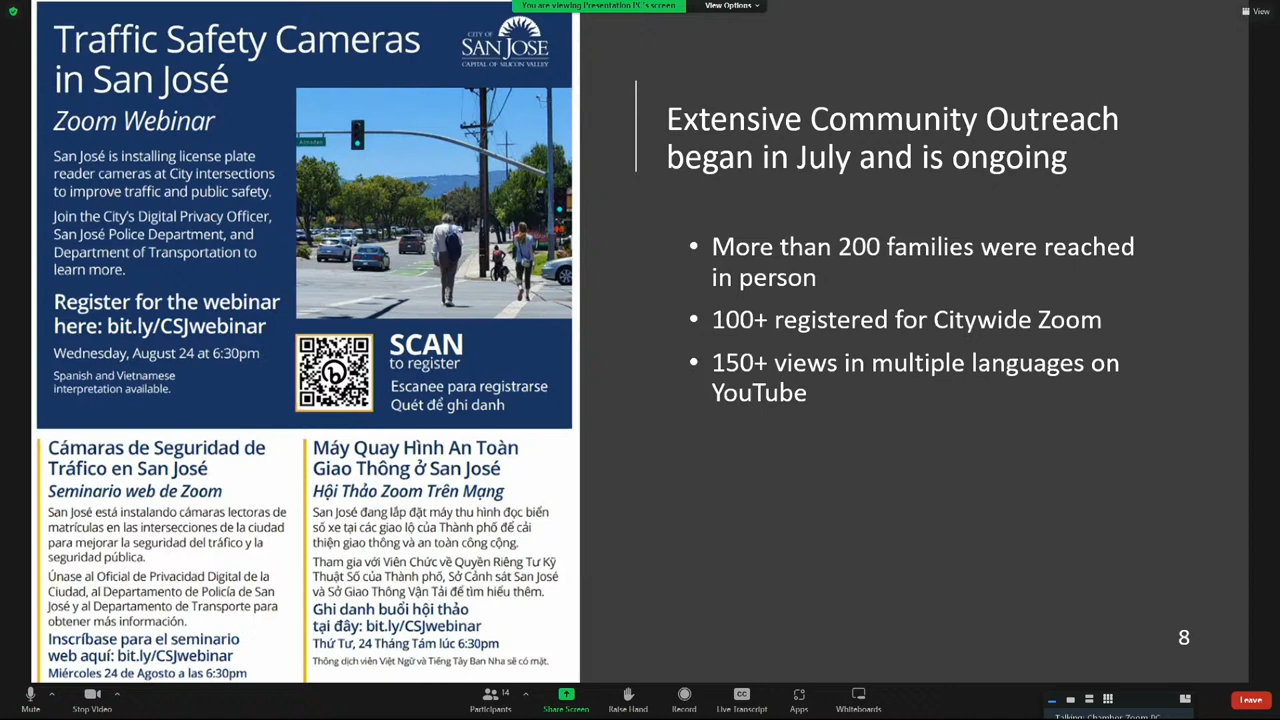 You are viewing Presentation PC's screen
View Options
View
Traffic Safety Cameras
in San José
CITY OF
SAN JOSE
CAPITAL OF SILICON VALLEY
Zoom Webinar
San José is installing license plate
reader cameras at City intersections
to improve traffic and public safety.
Join the City's Digital Privacy Officer,
San José Police Department, and
Department of Transportation to
learn more.
Register for the webinar
here: bit.ly/CSJwebinar
Wednesday, August 24 at 6:30pm
Spanish and Vietnamese
interpretation available.
Almaden
SCAN
to register
Escanee para registrarse
Quét để ghi danh
Cámaras de Seguridad de
Tráfico en San José
Seminario web de Zoom
San José está instalando cámaras lectoras de
matrículas en las intersecciones de la ciudad
para mejorar la seguridad del tráfico y la
seguridad pública.
Únase al Oficial de Privacidad Digital de la
Ciudad, al Departamento de Policía de San
José y al Departamento de Transporte para
obtener más información.
Inscríbase para el seminario
web aquí: bit.ly/CSJwebinar
Miércoles 24 de Agosto a las 6:30pm
Máy Quay Hình An Toàn
Giao Thông ở San José
Hội Thảo Zoom Trên Mạng
San José đang lắp đặt máy thu hình đọc biển
số xe tại các giao lộ của Thành phố để cải
thiện giao thông và an toàn công cộng.
Tham gia với Viên Chức về Quyền Riêng Tư Kỹ
Thuật Số của Thành phố, Sở Cảnh sát San José
và Sở Giao Thông Vận Tải để tìm hiểu thêm.
Ghi danh buổi hội thảo
tại đây: bit.ly/CSJwebinar
Thứ Tư, 24 Tháng Tám lúc 6:30pm
Thông dịch viên Việt Ngữ và Tiếng Tây Ban Nha sẽ có mặt.
Extensive Community Outreach
began in July and is ongoing
• More than 200 families were reached
in person
• 100+ registered for Citywide Zoom
• 150+ views in multiple languages on
YouTube
8
Mute
Stop Video
14
Participants
Share Screen
Raise Hand
Record
CC
Live Transcript
Apps
Whiteboards
Talking: Chamber Zoom PC
Leave